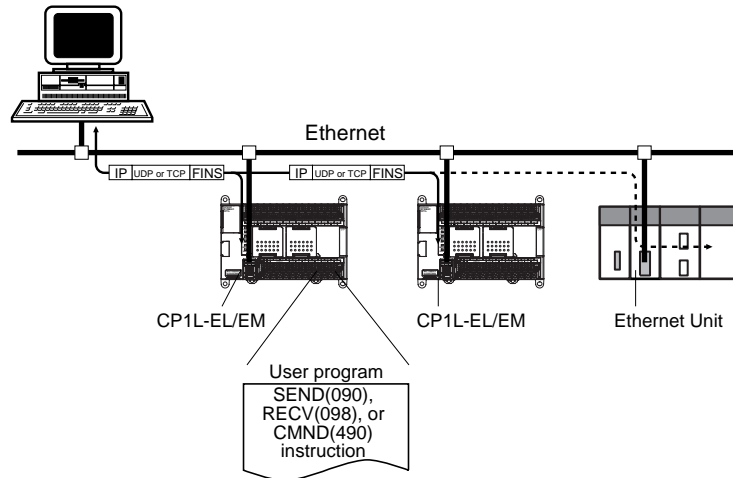 Ethernet
IP UDP or TCP FINS
IP UDP or TCP FINS
CP1L-EL/EM
CP1L-EL/EM
Ethernet Unit
User program
SEND(090),
RECV(098), or
CMND(490)
instruction